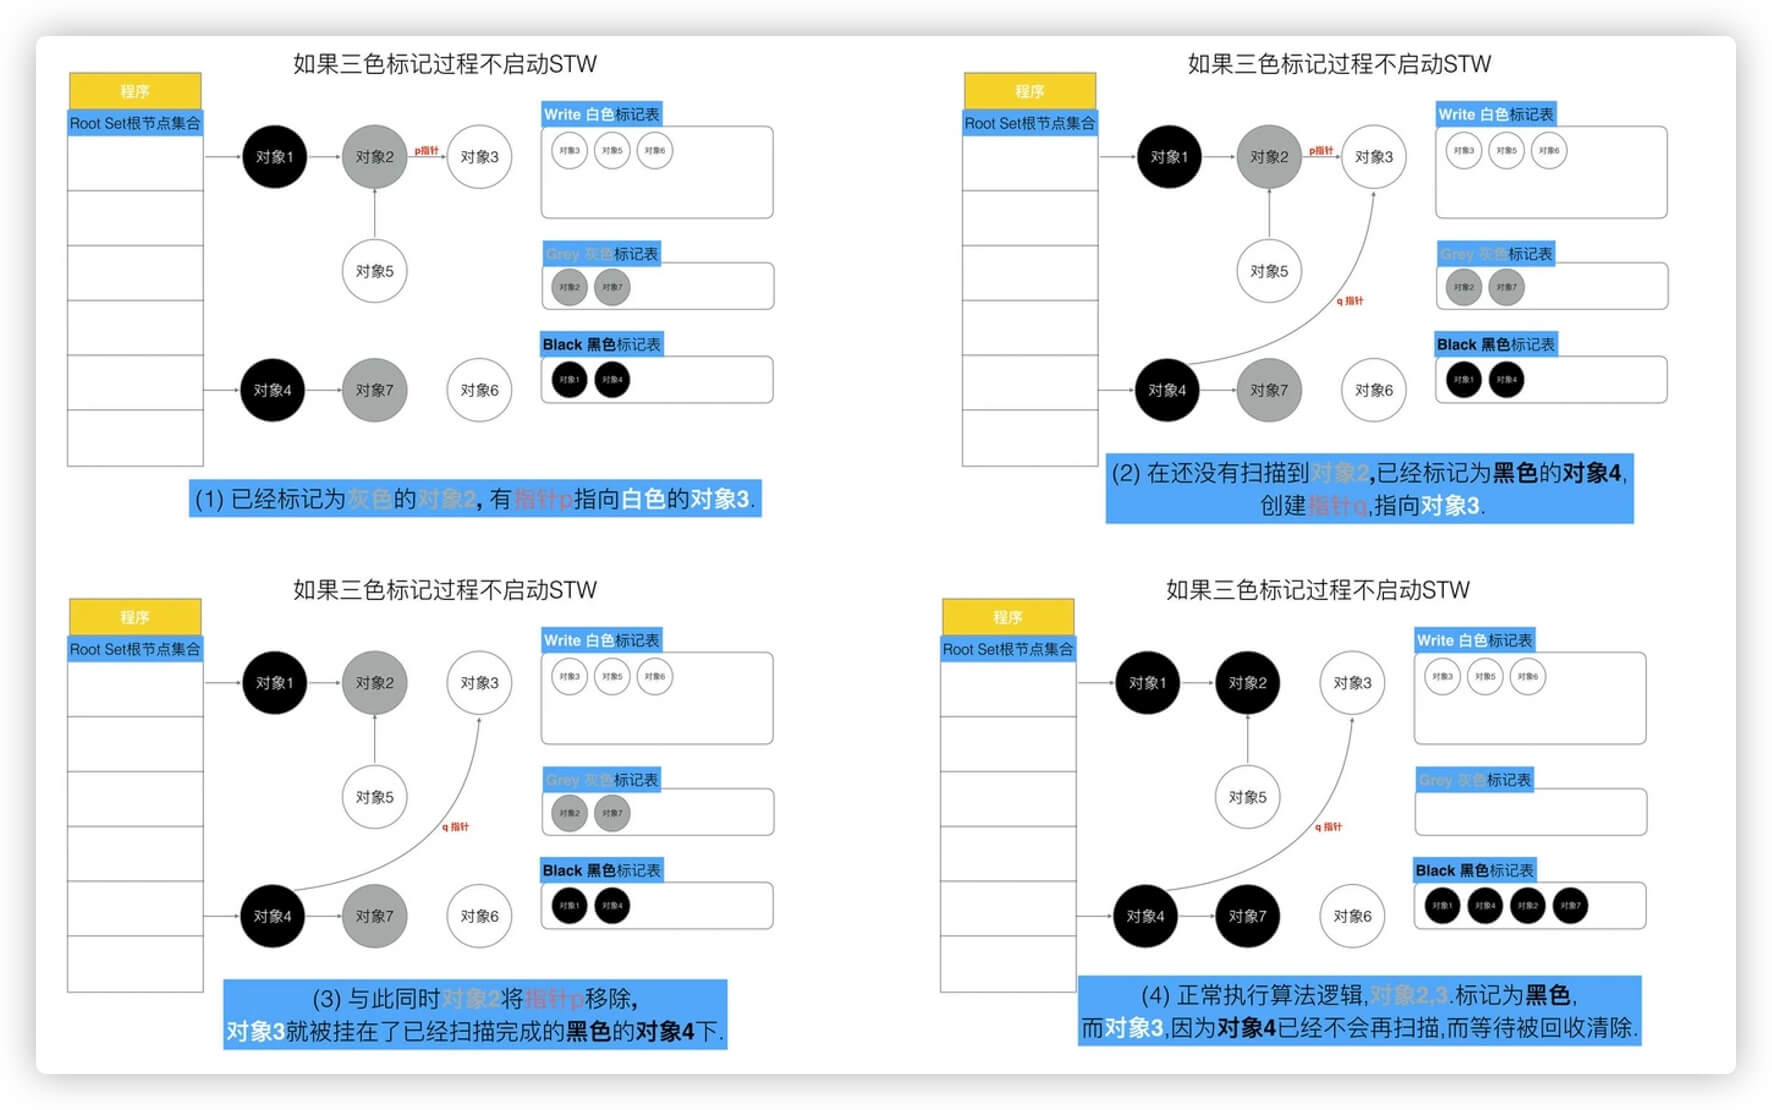 如果三色标记过程不启动STW
程序
Root Set根节点集合
对象1
对象2
p指针
对象3
对象5
对象4
对象7
对象6
Write 白色标记表
对象3 对象5 对象6
Grey 灰色标记表
对象2 对象7
Black 黑色标记表
对象1 对象4
(1) 已经标记为灰色的对象2, 有指针p指向白色的对象3.
如果三色标记过程不启动STW
程序
Root Set根节点集合
对象1
对象2
p指针
对象3
对象5
q 指针
对象4
对象7
对象6
Write 白色标记表
对象3 对象5 对象6
Grey 灰色标记表
对象2 对象7
Black 黑色标记表
对象1 对象4
(2) 在还没有扫描到对象2,已经标记为黑色的对象4,
创建指针q,指向对象3.
如果三色标记过程不启动STW
程序
Root Set根节点集合
对象1
对象2
对象3
对象5
q 指针
对象4
对象7
对象6
Write 白色标记表
对象3 对象5 对象6
Grey 灰色标记表
对象2 对象7
Black 黑色标记表
对象1 对象4
(3) 与此同时对象2将指针p移除,
对象3就被挂在了已经扫描完成的黑色的对象4下.
如果三色标记过程不启动STW
程序
Root Set根节点集合
对象1
对象2
对象3
对象5
q 指针
对象4
对象7
对象6
Write 白色标记表
对象3 对象5 对象6
Grey 灰色标记表
Black 黑色标记表
对象1 对象4 对象2 对象7
(4) 正常执行算法逻辑,对象2,3.标记为黑色,
而对象3,因为对象4已经不会再扫描,而等待被回收清除.